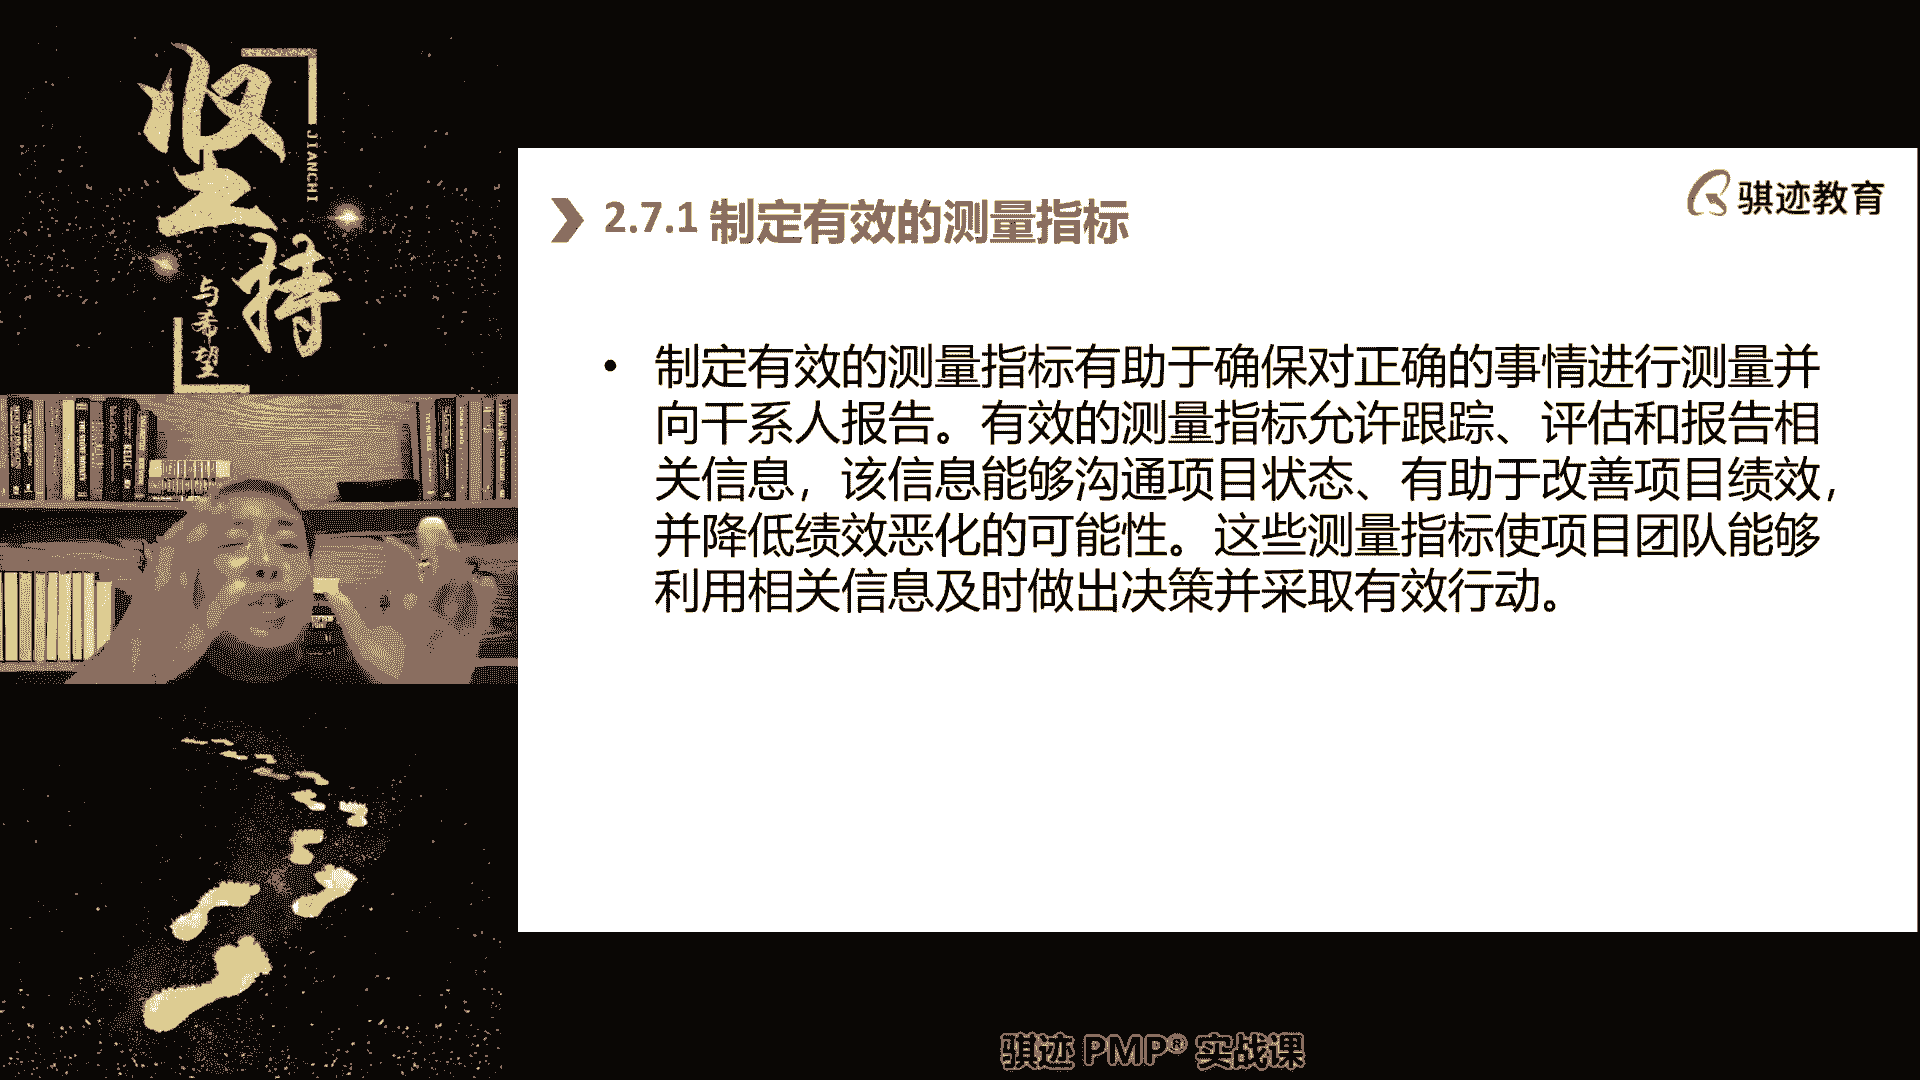 坚持
JIANCHI
与希望
骐迹教育
2.7.1 制定有效的测量指标
• 制定有效的测量指标有助于确保对正确的事情进行测量并
向干系人报告。有效的测量指标允许跟踪、评估和报告相
关信息，该信息能够沟通项目状态、有助于改善项目绩效，
并降低绩效恶化的可能性。这些测量指标使项目团队能够
利用相关信息及时做出决策并采取有效行动。
骐迹 PMP® 实战课